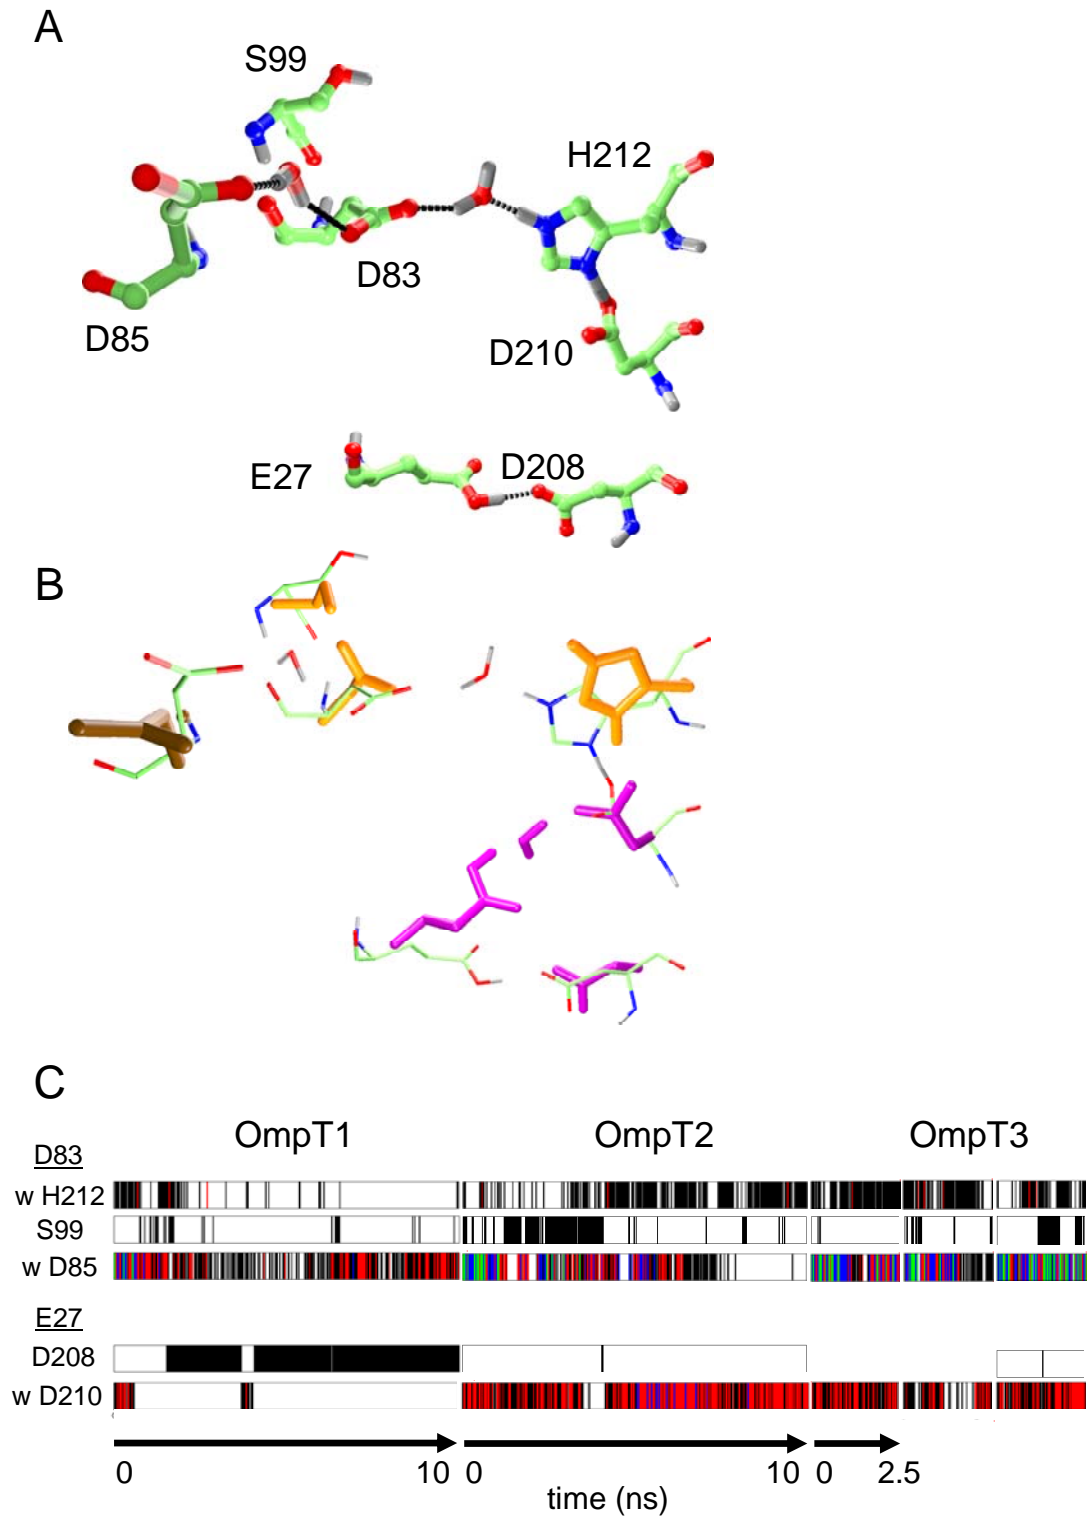 A
S99
H212
D83
D85
D210
E27
D208
B
C
OmpT1
OmpT2
OmpT3
D83
w H212
S99
w D85
E27
D208
w D210
0
10
0
10
0
2.5
time (ns)